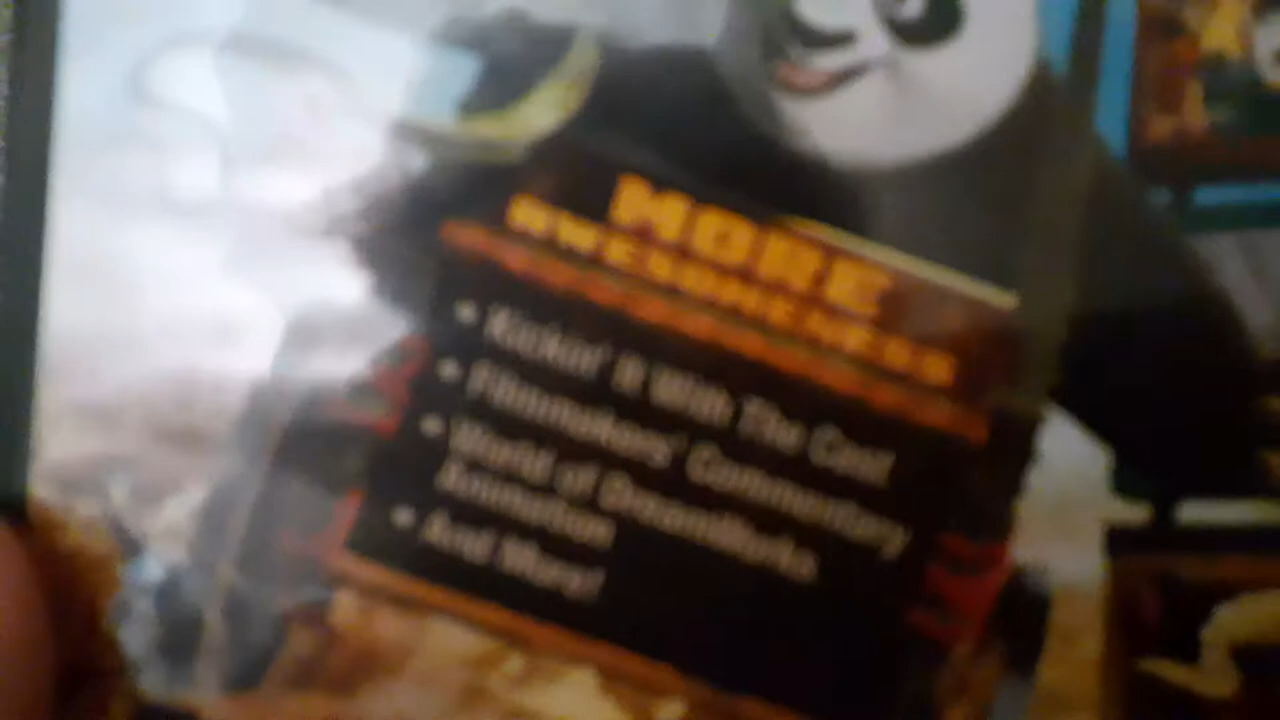 MORE
AWESOMENESS
• Kickin' It With The Cast
• Filmmakers' Commentary
• World of DreamWorks
Animation
• And More!